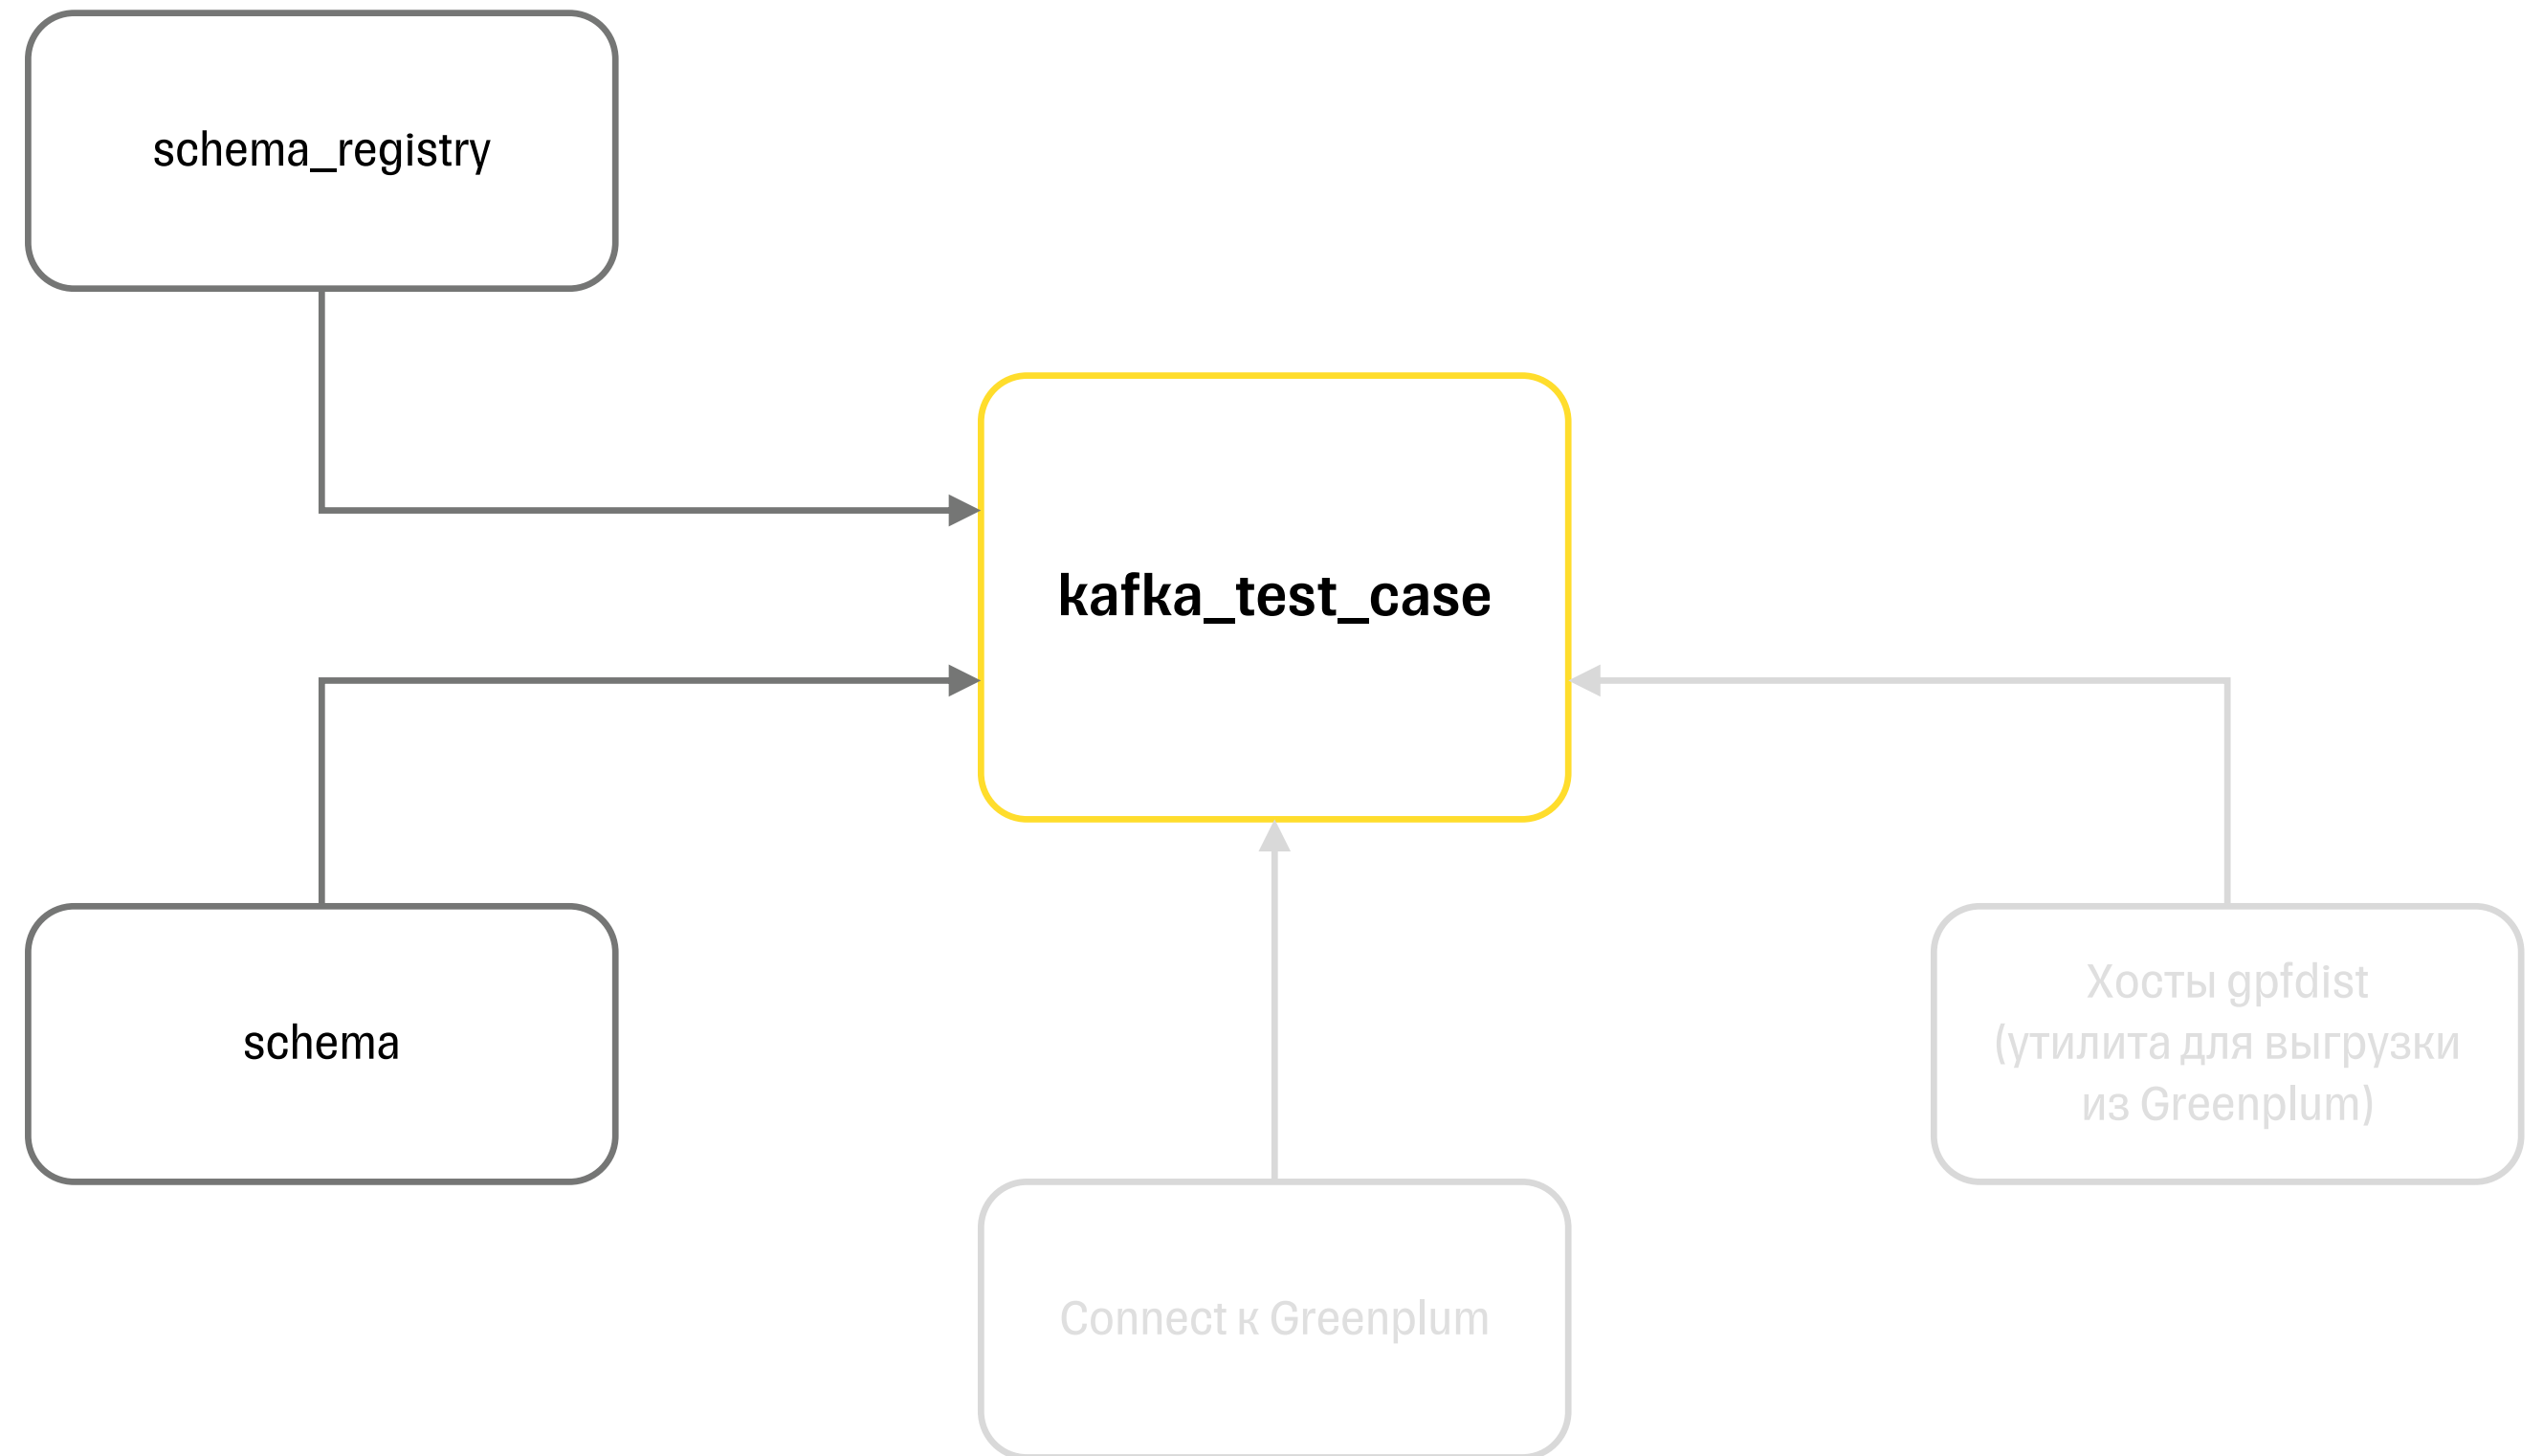 schema_registry
kafka_test_case
schema
Хосты gpfdist
(утилита для выгрузки
из Greenplum)
Connect к Greenplum